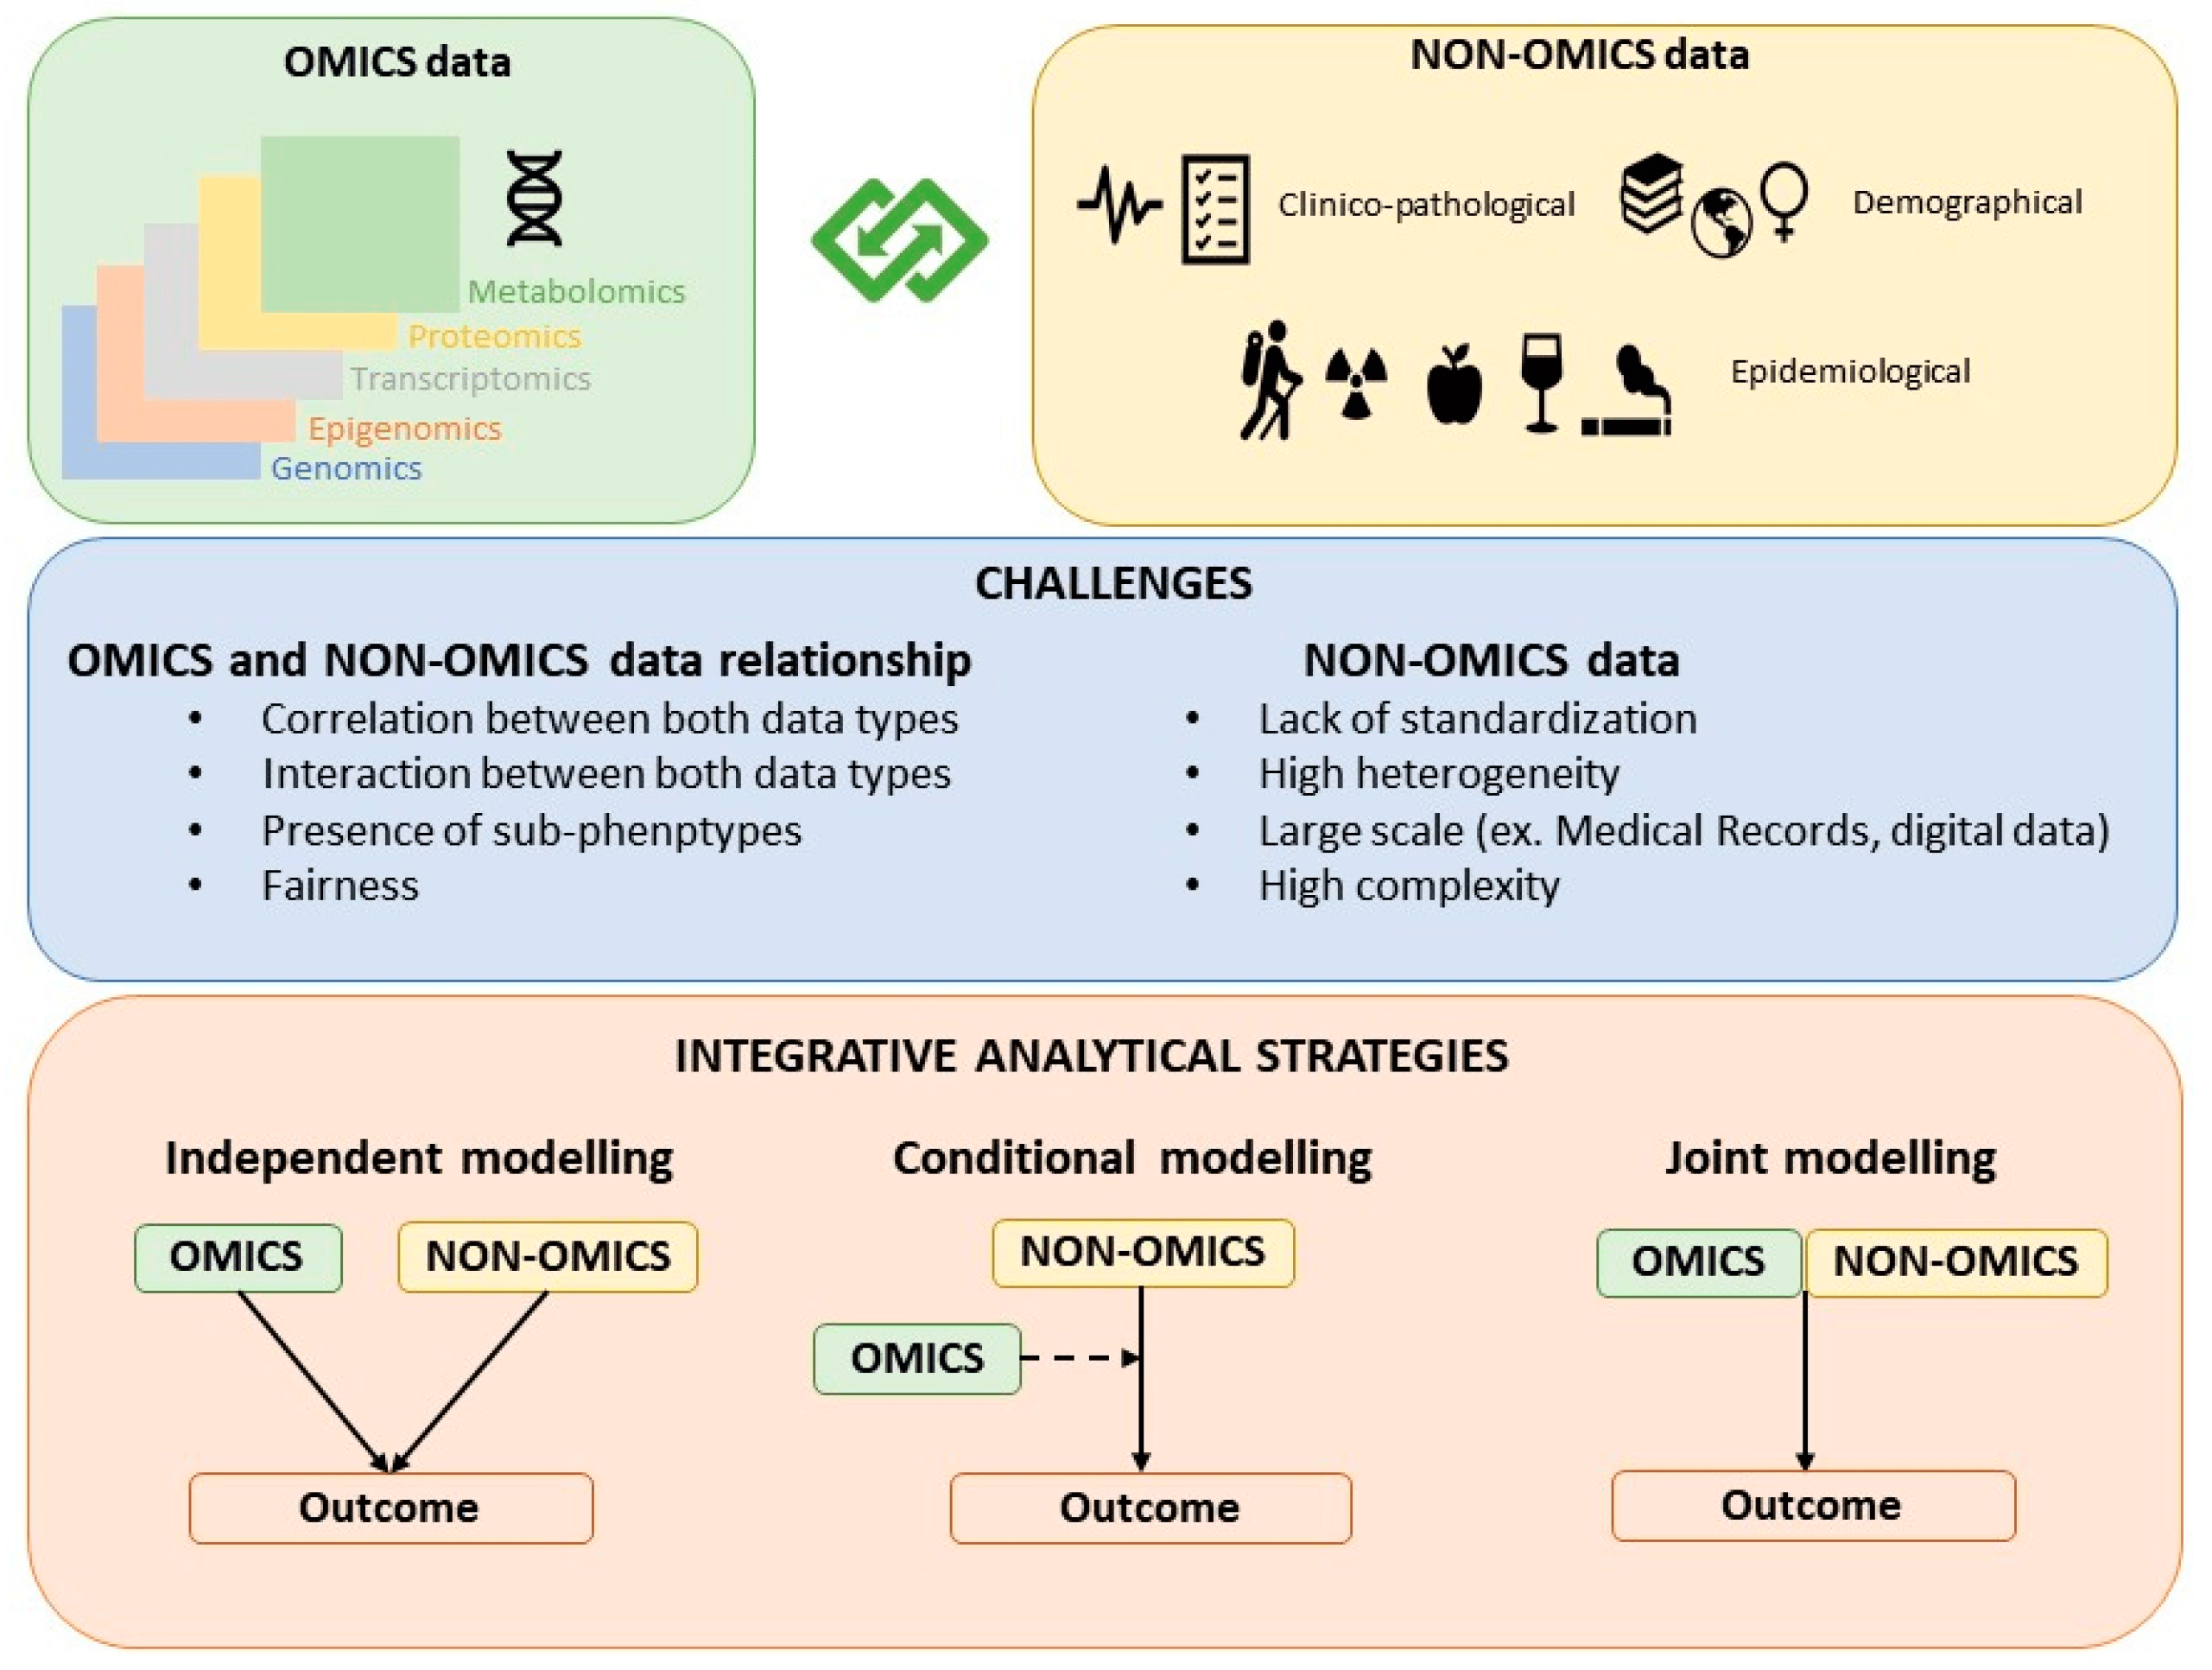 OMICS data
Metabolomics
Proteomics
Transcriptomics
Epigenomics
Genomics
NON-OMICS data
Clinico-pathological
Demographical
Epidemiological
CHALLENGES
OMICS and NON-OMICS data relationship
• Correlation between both data types
• Interaction between both data types
• Presence of sub-phenptypes
• Fairness
NON-OMICS data
• Lack of standardization
• High heterogeneity
• Large scale (ex. Medical Records, digital data)
• High complexity
INTEGRATIVE ANALYTICAL STRATEGIES
Independent modelling
OMICS
NON-OMICS
Outcome
Conditional modelling
NON-OMICS
OMICS
Outcome
Joint modelling
OMICS
NON-OMICS
Outcome